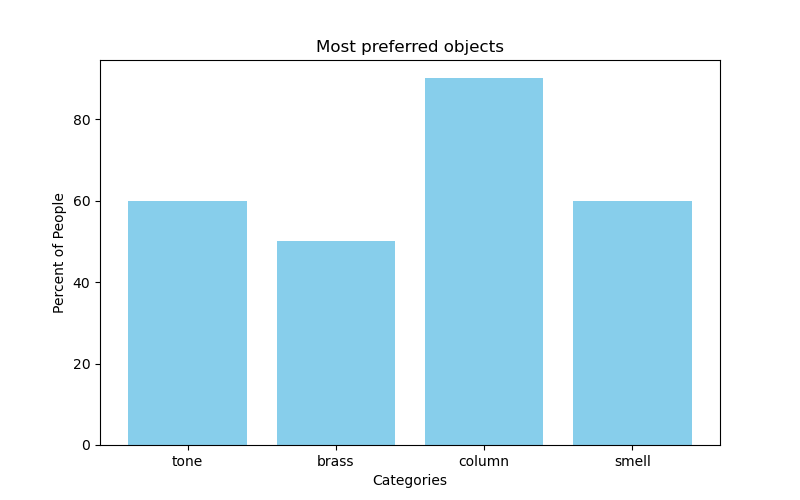 Most preferred objects
Percent of People
80
60
40
20
0
tone brass column smell
Categories